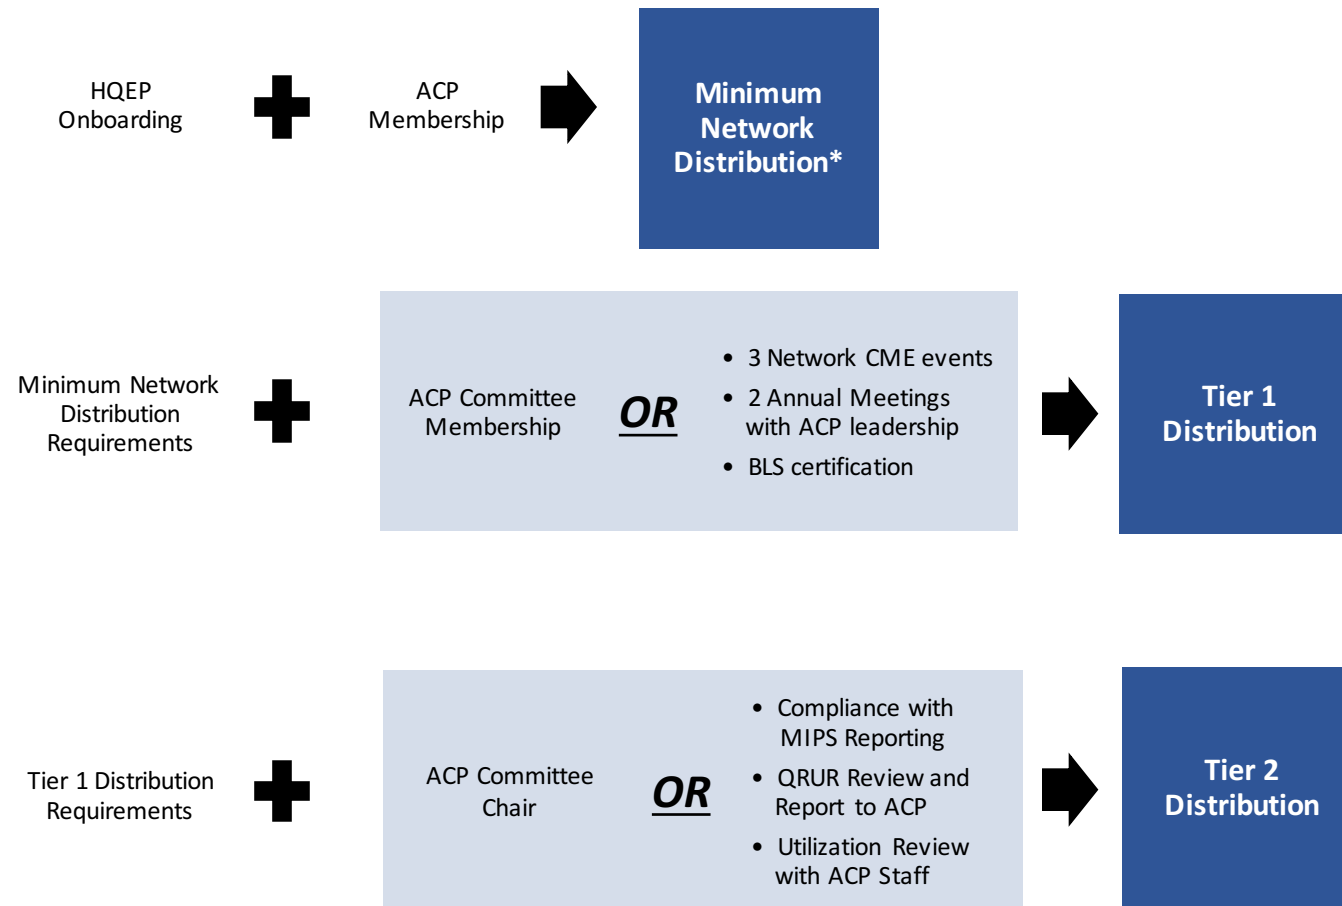 HQEP
Onboarding
ACP
Membership
Minimum
Network
Distribution*
Minimum Network
Distribution
Requirements
ACP Committee
Membership
OR
• 3 Network CME events
• 2 Annual Meetings
with ACP leadership
• BLS certification
Tier 1
Distribution
Tier 1 Distribution
Requirements
ACP Committee
Chair
OR
• Compliance with
MIPS Reporting
• QRUR Review and
Report to ACP
• Utilization Review
with ACP Staff
Tier 2
Distribution